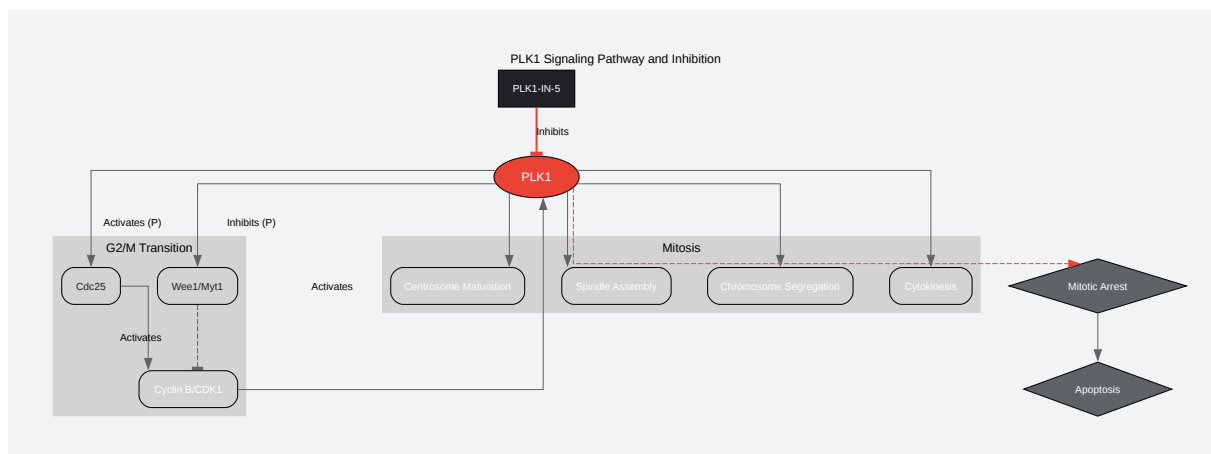 PLK1 Signaling Pathway and Inhibition
PLK1-IN-5
Inhibits
PLK1
Activates (P)
Inhibits (P)
G2/M Transition
Mitosis
Cdc25
Wee1/Myt1
Activates
Centrosome Maturation
Spindle Assembly
Chromosome Segregation
Cytokinesis
Mitotic Arrest
Activates
Cyclin B/CDK1
Apoptosis